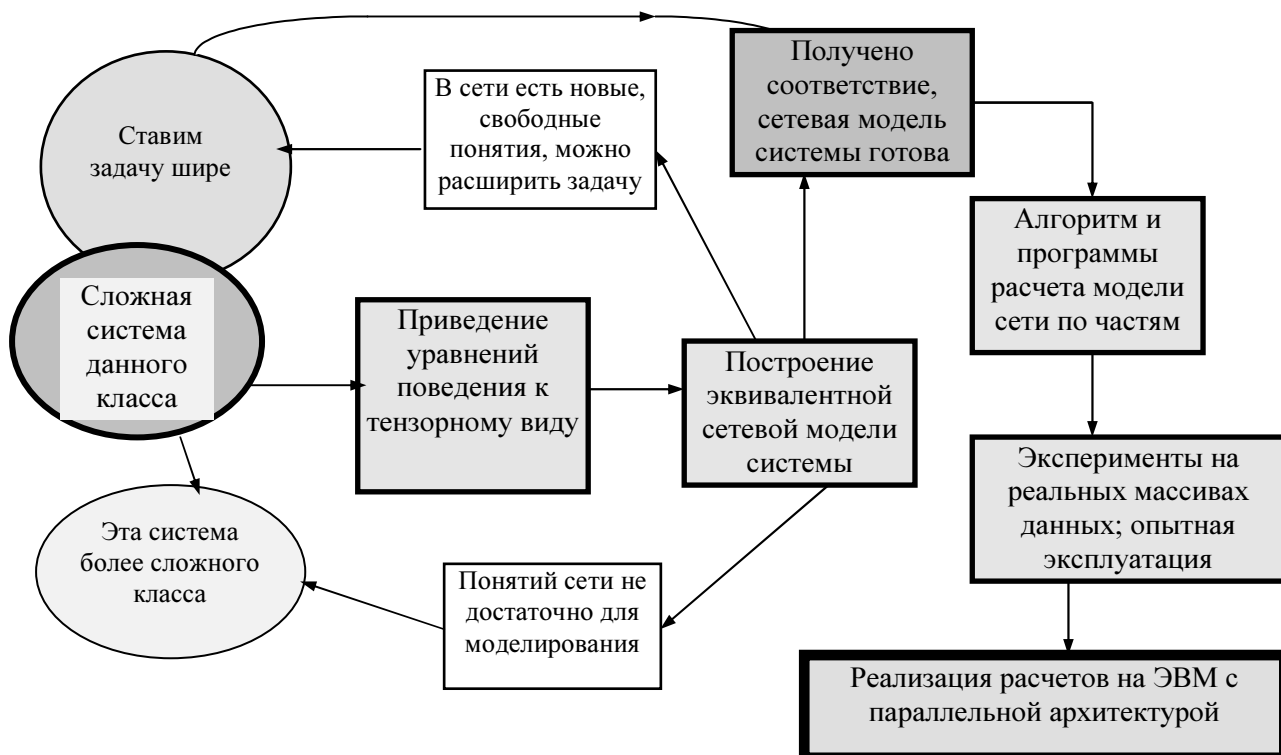 Ставим
задачу шире
В сети есть новые,
свободные
понятия, можно
расширить задачу
Получено
соответствие,
сетевая модель
системы готова
Алгоритм и
программы
расчета модели
сети по частям
Сложная
система
данного
класса
Приведение
уравнений
поведения к
тензорному виду
Построение
эквивалентной
сетевой модели
системы
Эксперименты на
реальных массивах
данных; опытная
эксплуатация
Эта система
более сложного
класса
Понятий сети не
достаточно для
моделирования
Реализация расчетов на ЭВМ с
параллельной архитектурой